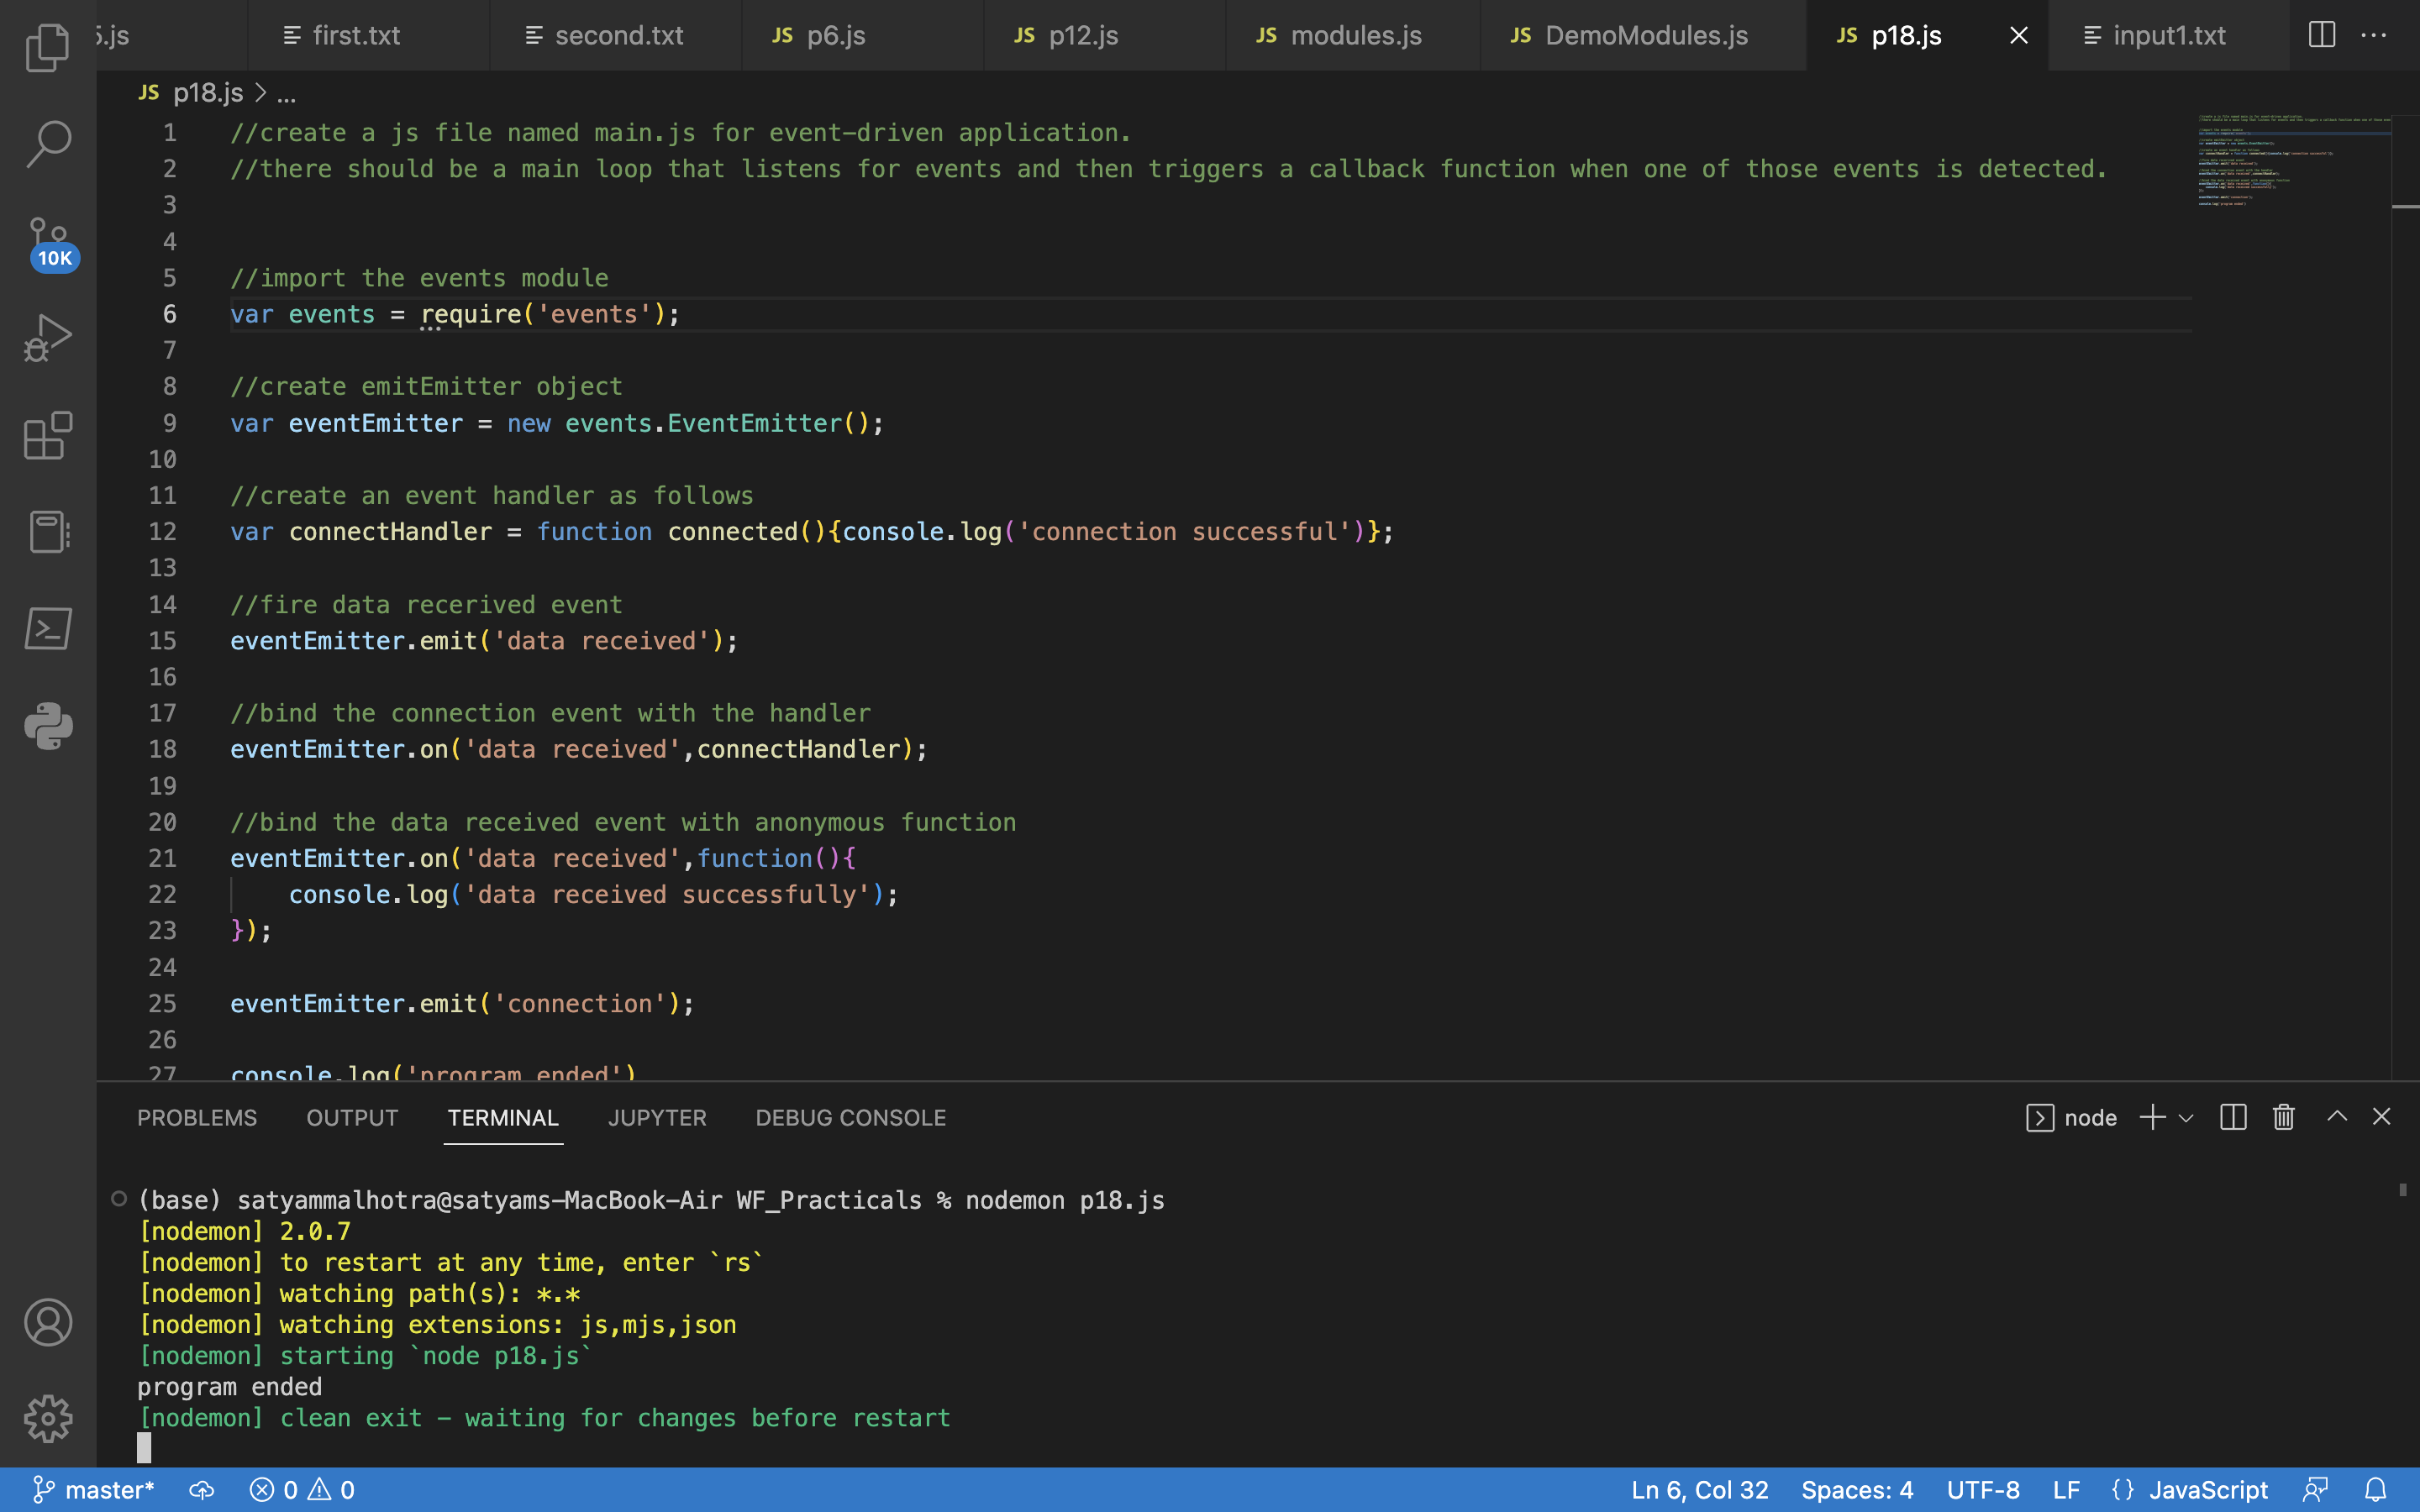 5.js first.txt second.txt JS p6.js JS p12.js JS modules.js JS DemoModules.js JS p18.js input1.txt
JS p18.js > ...
1 //create a js file named main.js for event-driven application.
2 //there should be a main loop that listens for events and then triggers a callback function when one of those events is detected.
3
4
5 //import the events module
6 var events = require('events');
7
8 //create emitEmitter object
9 var eventEmitter = new events.EventEmitter();
10
11 //create an event handler as follows
12 var connectHandler = function connected(){console.log('connection successful')};
13
14 //fire data recerived event
15 eventEmitter.emit('data received');
16
17 //bind the connection event with the handler
18 eventEmitter.on('data received',connectHandler);
19
20 //bind the data received event with anonymous function
21 eventEmitter.on('data received',function(){
22 console.log('data received successfully');
23 });
24
25 eventEmitter.emit('connection');
26
27 console.log('program ended')
10K
PROBLEMS OUTPUT TERMINAL JUPYTER DEBUG CONSOLE node
(base) satyammalhotra@satyams-MacBook-Air WF_Practicals % nodemon p18.js
[nodemon] 2.0.7
[nodemon] to restart at any time, enter `rs`
[nodemon] watching path(s): *.*
[nodemon] watching extensions: js,mjs,json
[nodemon] starting `node p18.js`
program ended
[nodemon] clean exit - waiting for changes before restart
master* 0 0 Ln 6, Col 32 Spaces: 4 UTF-8 LF {} JavaScript